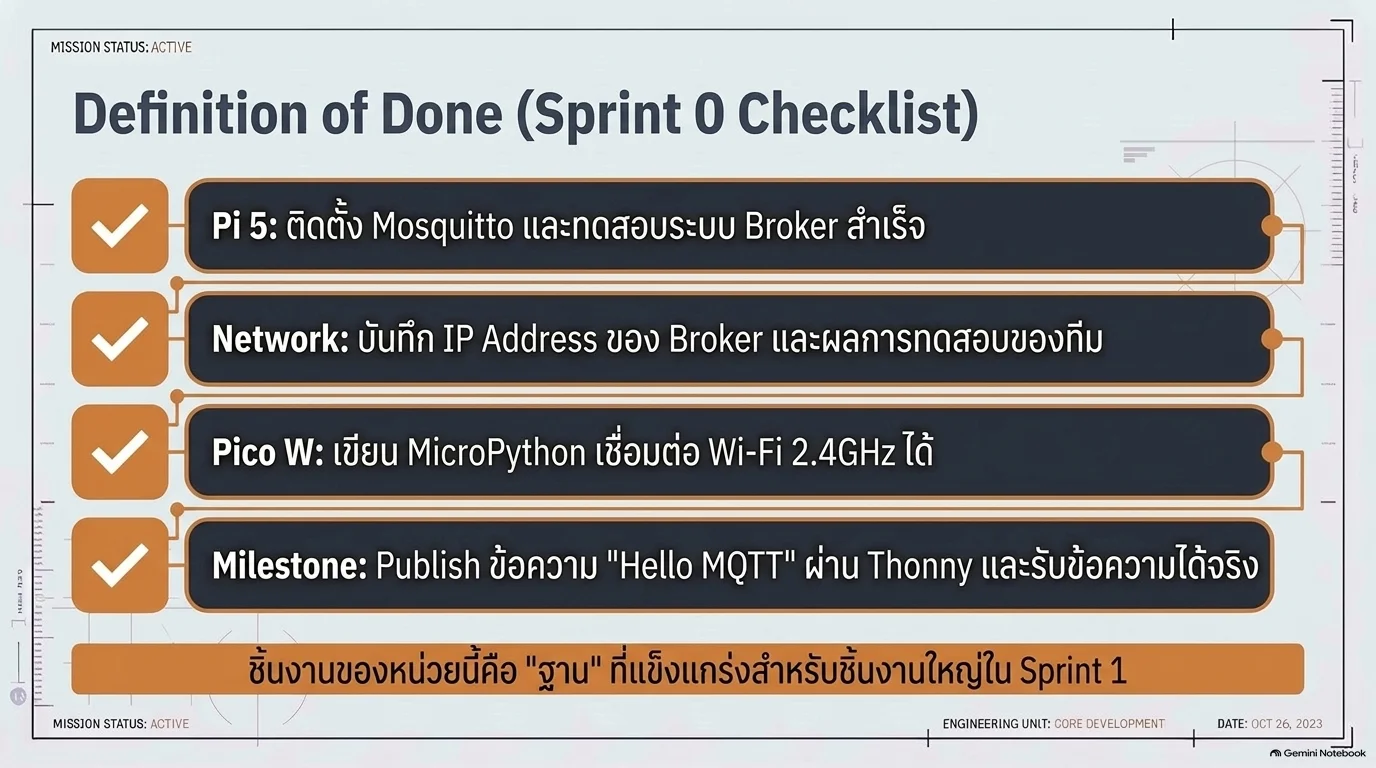 MISSION STATUS: ACTIVE
Definition of Done (Sprint 0 Checklist)
Pi 5: ติดตั้ง Mosquitto และทดสอบระบบ Broker สำเร็จ
Network: บันทึก IP Address ของ Broker และผลการทดสอบของทีม
Pico W: เขียน MicroPython เชื่อมต่อ Wi-Fi 2.4GHz ได้
Milestone: Publish ข้อความ "Hello MQTT" ผ่าน Thonny และรับข้อความได้จริง
ชิ้นงานของหน่วยนี้คือ "ฐาน" ที่แข็งแกร่งสำหรับชิ้นงานใหญ่ใน Sprint 1
MISSION STATUS: ACTIVE
ENGINEERING UNIT: CORE DEVELOPMENT
DATE: OCT 26, 2023
Gemini Notebook